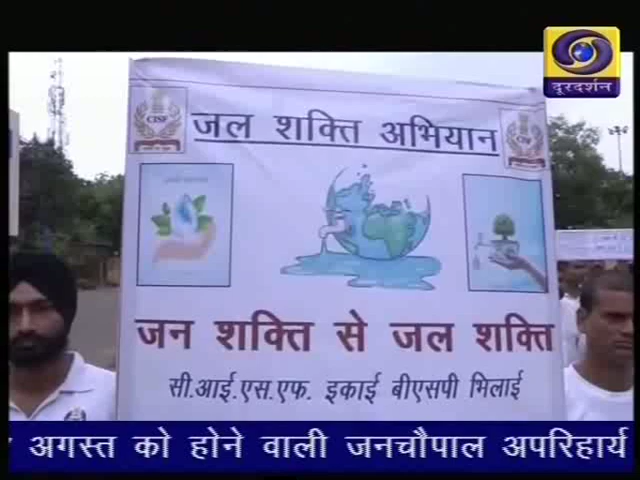 दूरदर्शन
CISF
जल शक्ति अभियान
CISF
जन शक्ति से जल शक्ति
सी.आई.एस.एफ. इकाई बीएसपी भिलाई
अगस्त को होने वाली जनचौपाल अपरिहार्य